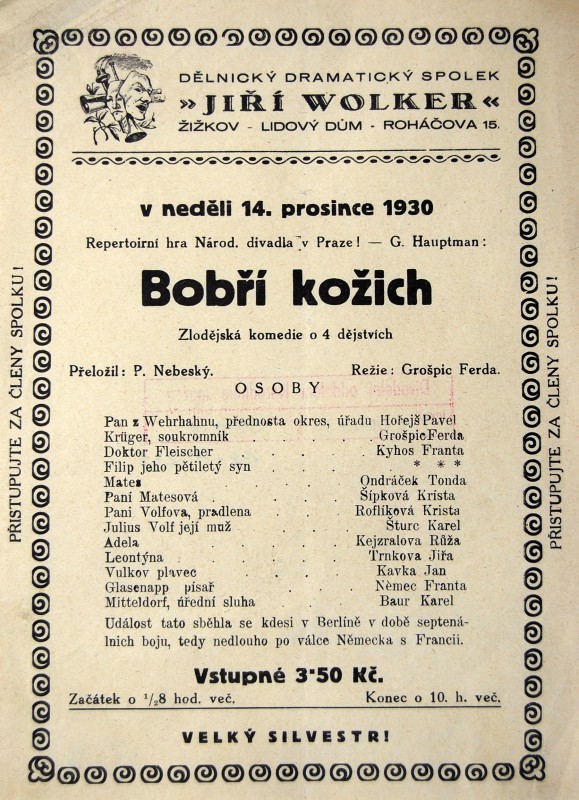 DĚLNICKÝ DRAMATICKÝ SPOLEK
» JIŘÍ WOLKER «
ŽIŽKOV - LIDOVÝ DŮM - ROHÁČOVA 15.
v neděli 14. prosince 1930
Repertoirní hra Národ. divadla v Praze! — G. Hauptman:
Bobří kožich
Zlodějská komedie o 4 dějstvích
Přeložil: P. Nebeský. Režie: Grošpic Ferda.
OSOBY
Pan z Wehrhahnu, přednosta okres, úřadu Hořejš Pavel
Krüger, soukromník . . . . Grošpic Ferda
Doktor Fleischer . . . . Kyhos Franta
Filip jeho pětiletý syn . . . . * * *
Mates . . . . Ondráček Tonda
Paní Matesová . . . . Šípková Krista
Pani Volfova, pradlena . . . . Roflíková Krista
Julius Volf její muž . . . . Šturc Karel
Adela . . . . Kejzralova Růža
Leontýna . . . . Trnkova Jiřa
Vulkov plavec . . . . Kavka Jan
Glasenapp písař . . . . Němec Franta
Mitteldorf, úřední sluha . . . Baur Karel
Událost tato sběhla se kdesi v Berlíně v době septenál-
ních boju, tedy nedlouho po válce Německa s Francii.
Vstupné 3·50 Kč.
Začátek o ½8 hod. več. Konec o 10. h. več.
VELKÝ SILVESTR!
PŘISTUPUJTE ZA ČLENY SPOLKU!
PŘISTUPUJTE ZA ČLENY SPOLKU!